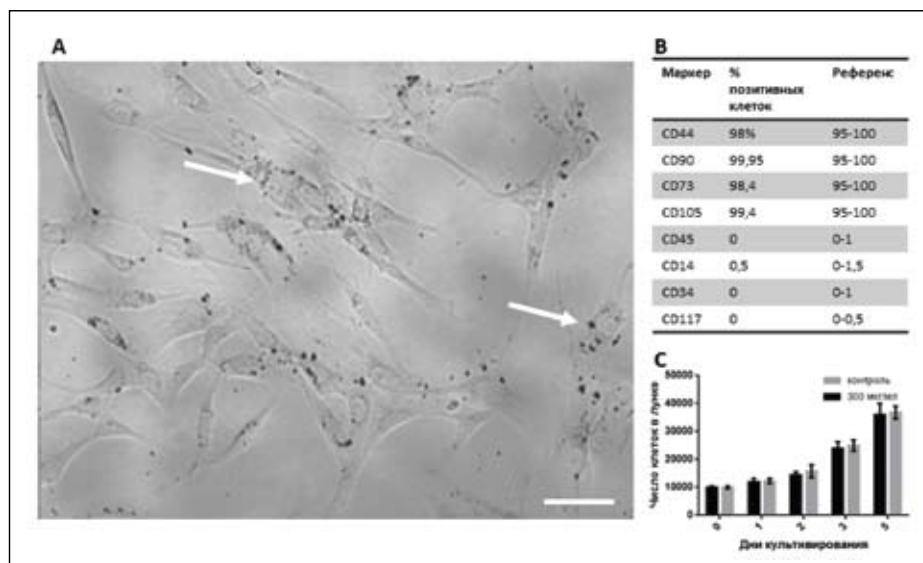 A
B
Маркер % позитивных клеток Референс
CD44 98% 95-100
CD90 99,95 95-100
CD73 98,4 95-100
CD105 99,4 95-100
CD45 0 0-1
CD14 0,5 0-1,5
CD34 0 0-1
CD117 0 0-0,5
C
контроль
300 мкг/мл
Число клеток в лунке
50000
40000
30000
20000
10000
0
0 1 2 3 5
Дни культивирования